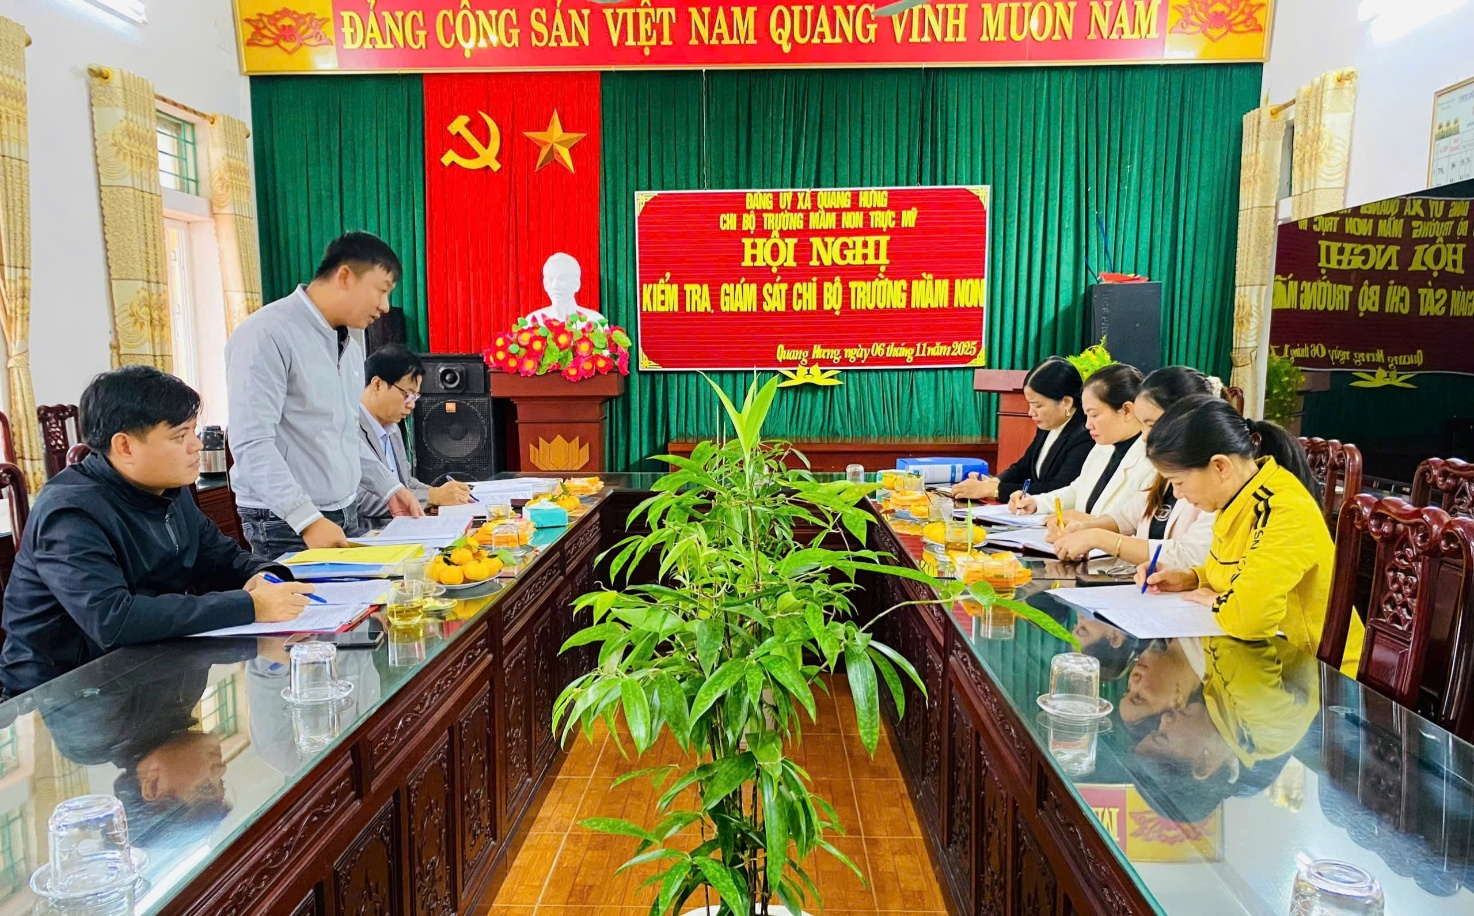 ĐẢNG CỘNG SẢN VIỆT NAM QUANG VINH MUÔN NĂM
ĐẢNG UỶ XÃ QUANG HƯNG
CHI BỘ TRƯỜNG MẦM NON TRỰC MỸ
HỘI NGHỊ
KIỂM TRA, GIÁM SÁT CHI BỘ TRƯỜNG MẦM NON
Quang Hưng, ngày 06 tháng 11 năm 2025